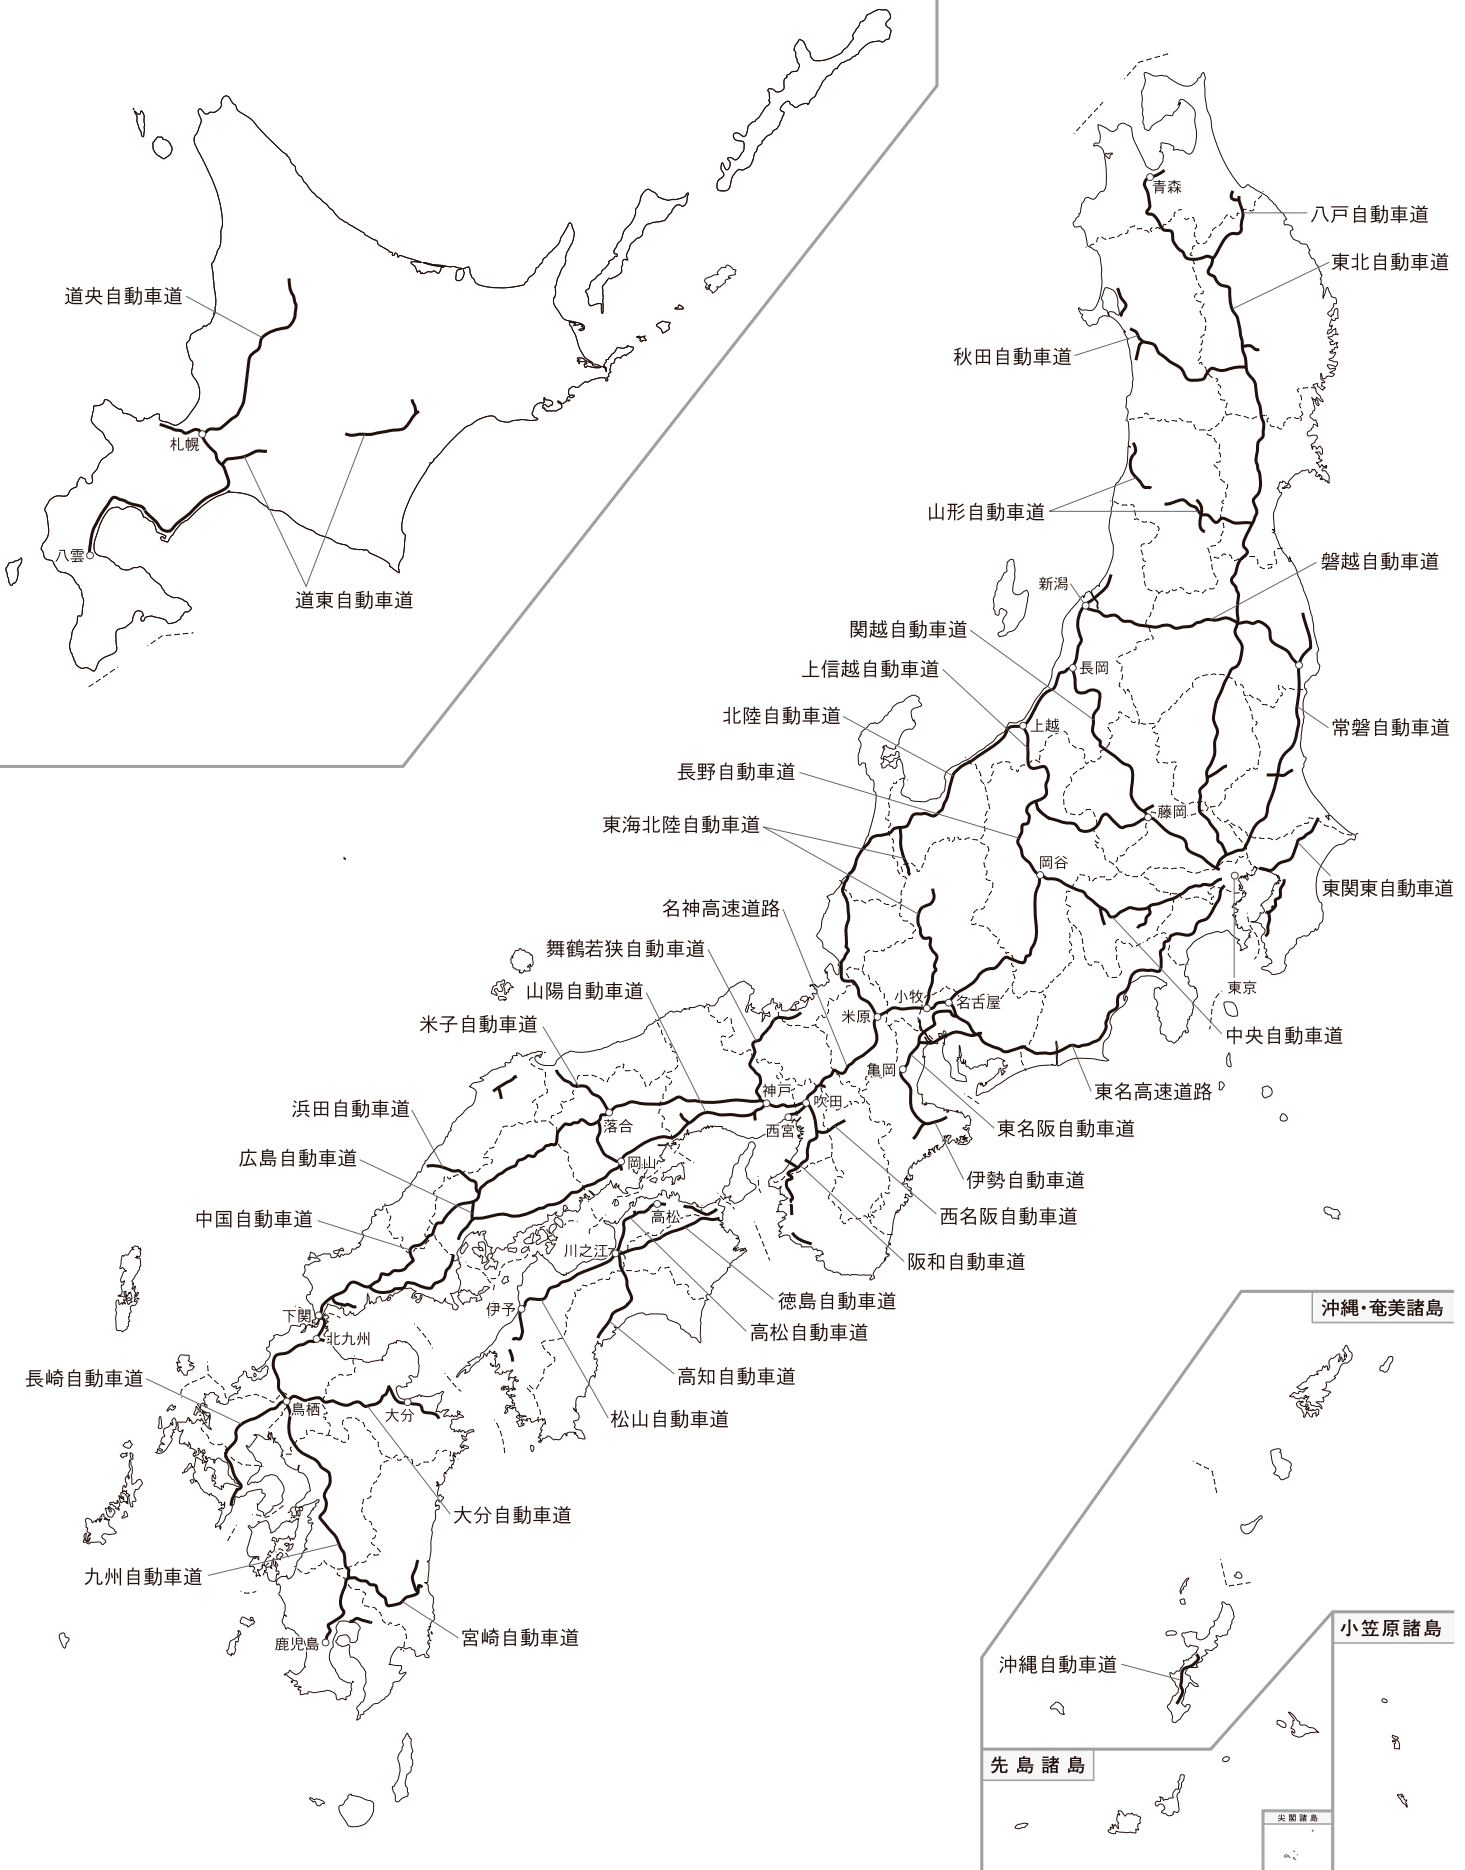 青森
八戸自動車道
東北自動車道
道央自動車道
秋田自動車道
札幌
山形自動車道
八雲
磐越自動車道
新潟
道東自動車道
関越自動車道
上信越自動車道
長岡
北陸自動車道
上越
常磐自動車道
長野自動車道
藤岡
東海北陸自動車道
岡谷
東関東自動車道
名神高速道路
舞鶴若狭自動車道
東京
山陽自動車道
小牧
名古屋
米原
米子自動車道
中央自動車道
亀岡
東名高速道路
神戸
吹田
浜田自動車道
落合
西宮
東名阪自動車道
広島自動車道
岡山
伊勢自動車道
中国自動車道
高松
西名阪自動車道
川之江
阪和自動車道
徳島自動車道
伊予
沖縄・奄美諸島
下関
高松自動車道
北九州
長崎自動車道
高知自動車道
鳥栖
大分
松山自動車道
大分自動車道
九州自動車道
宮崎自動車道
小笠原諸島
鹿児島
沖縄自動車道
先島諸島
尖閣諸島